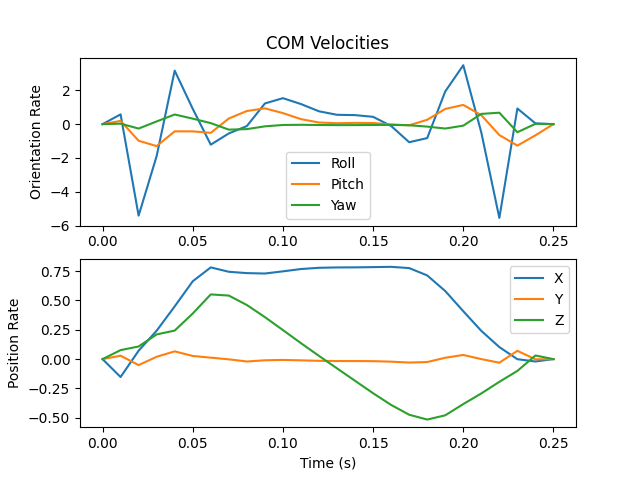 COM Velocities
Orientation Rate
2
0
−2
−4
−6
Roll
Pitch
Yaw
0.00 0.05 0.10 0.15 0.20 0.25
Position Rate
0.75
0.50
0.25
0.00
−0.25
−0.50
X
Y
Z
0.00 0.05 0.10 0.15 0.20 0.25
Time (s)